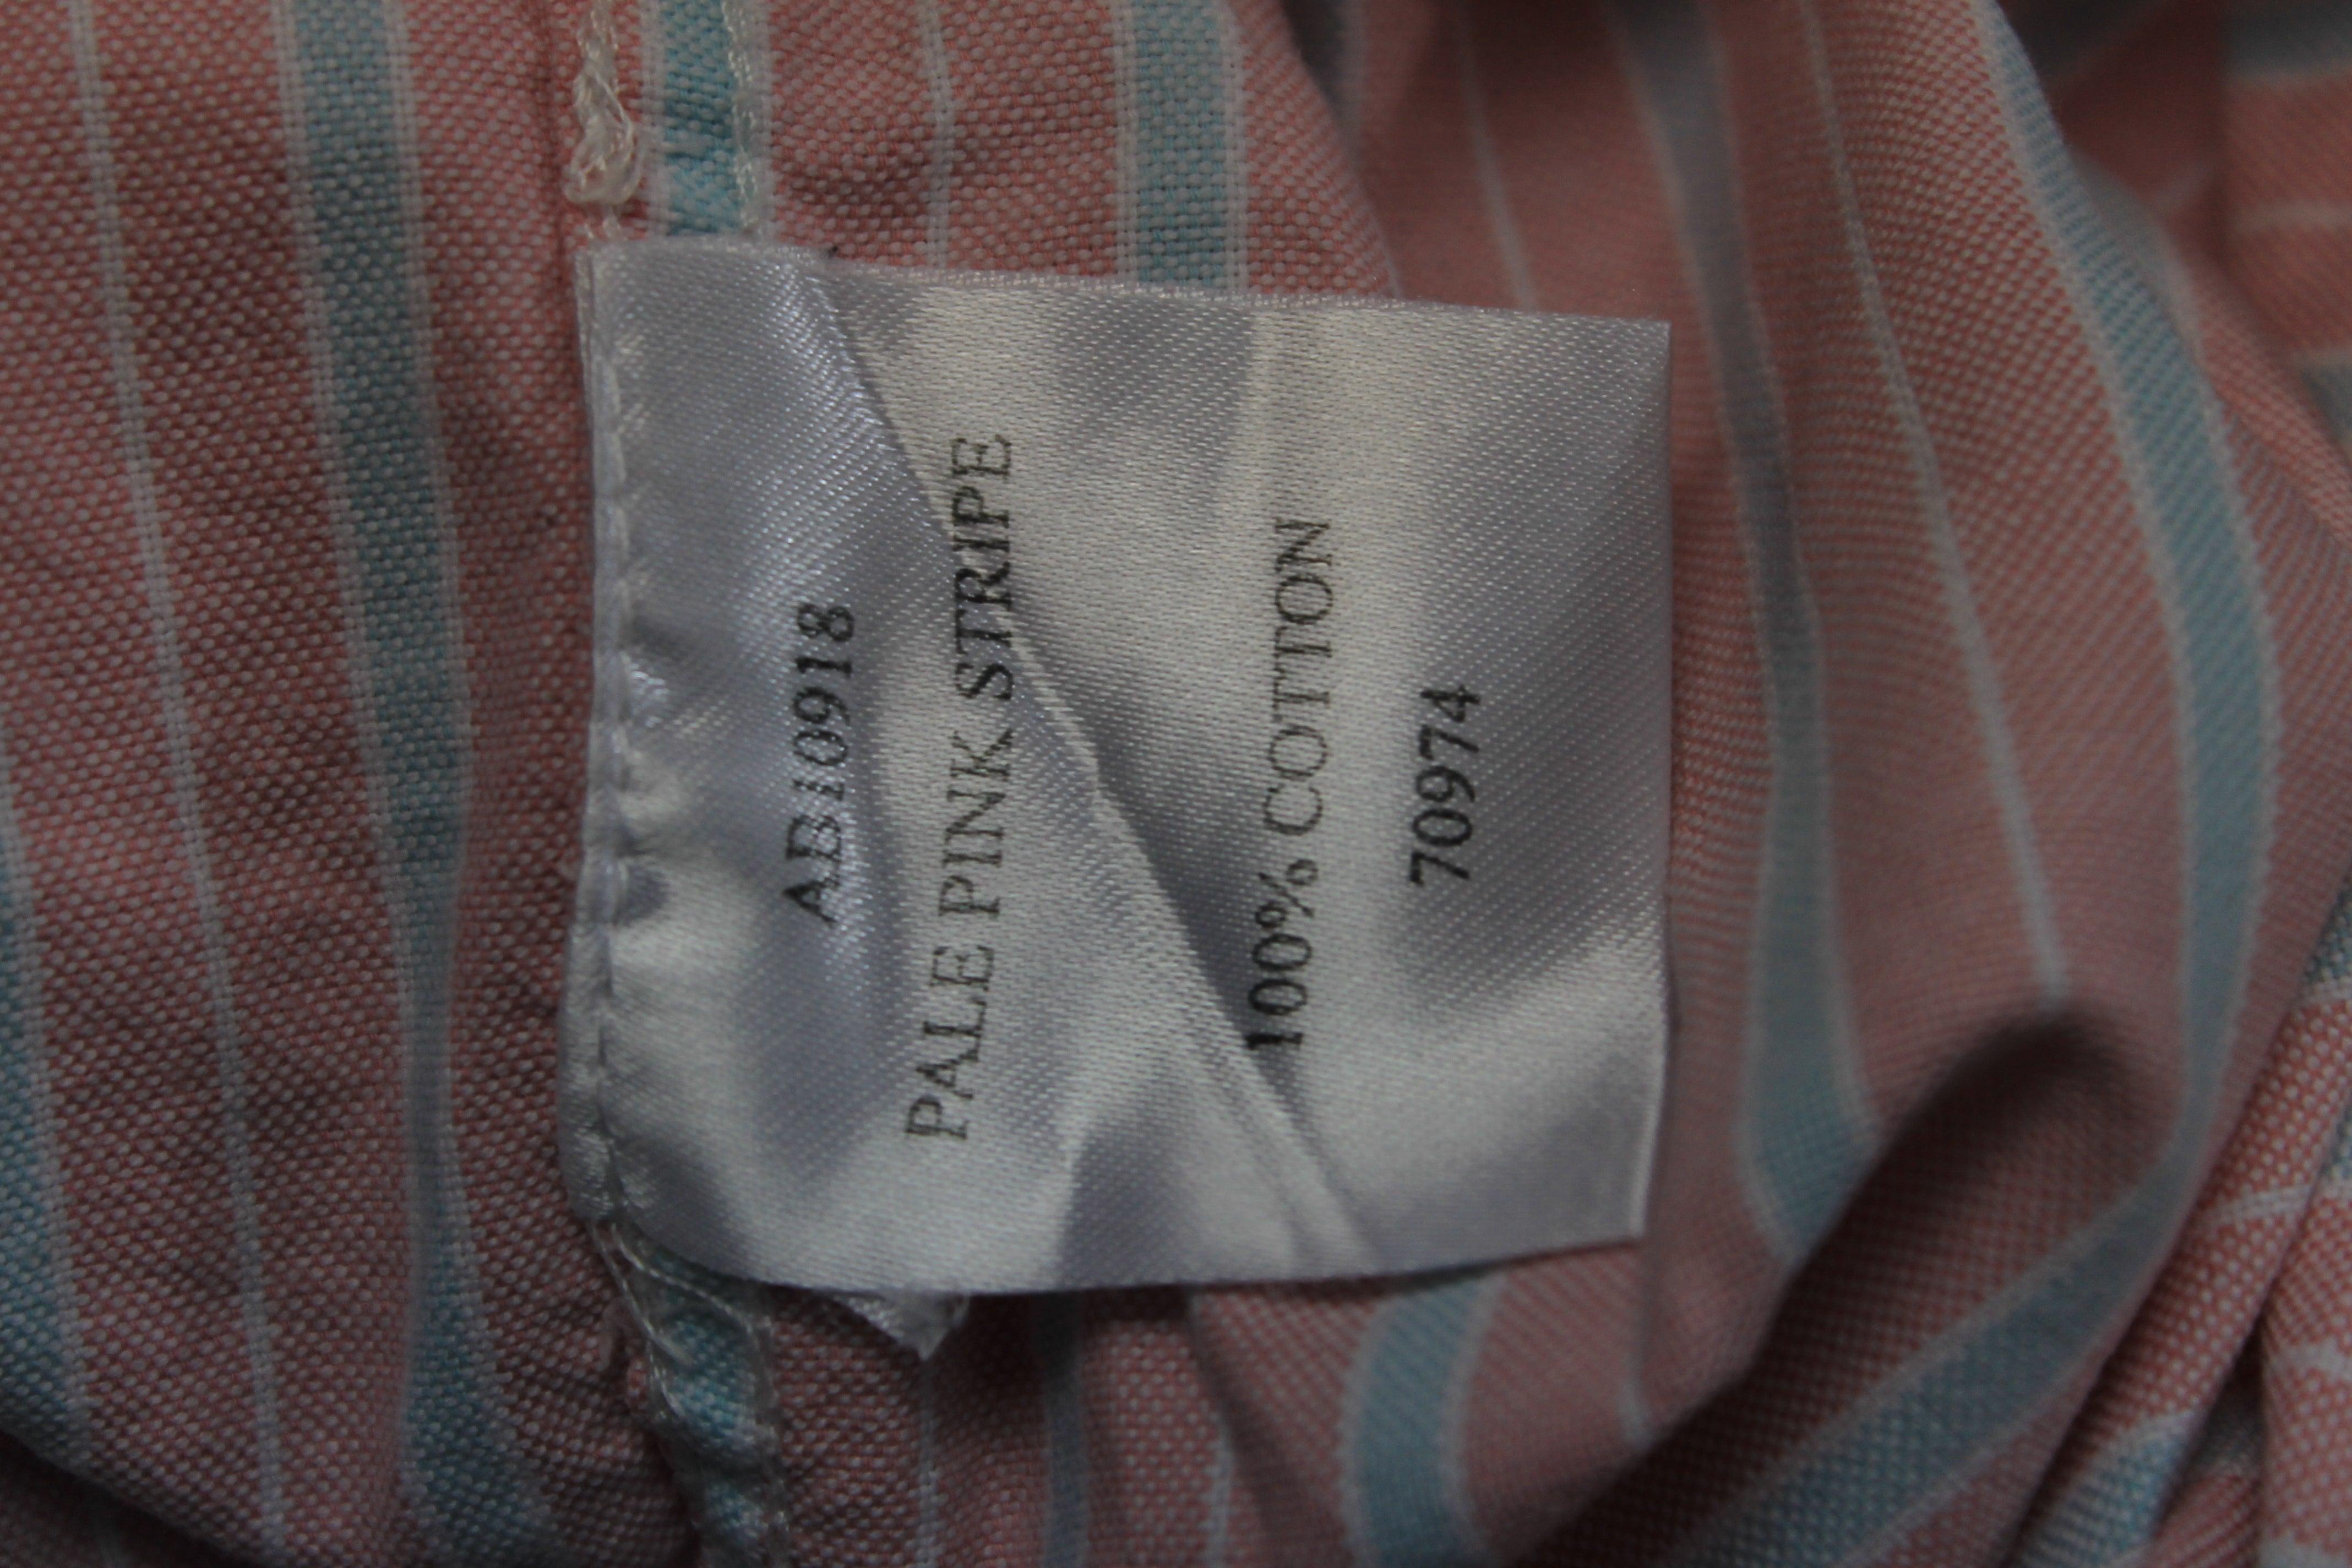 AB10918
PALE PINK STRIPE
100% COTTON
70974